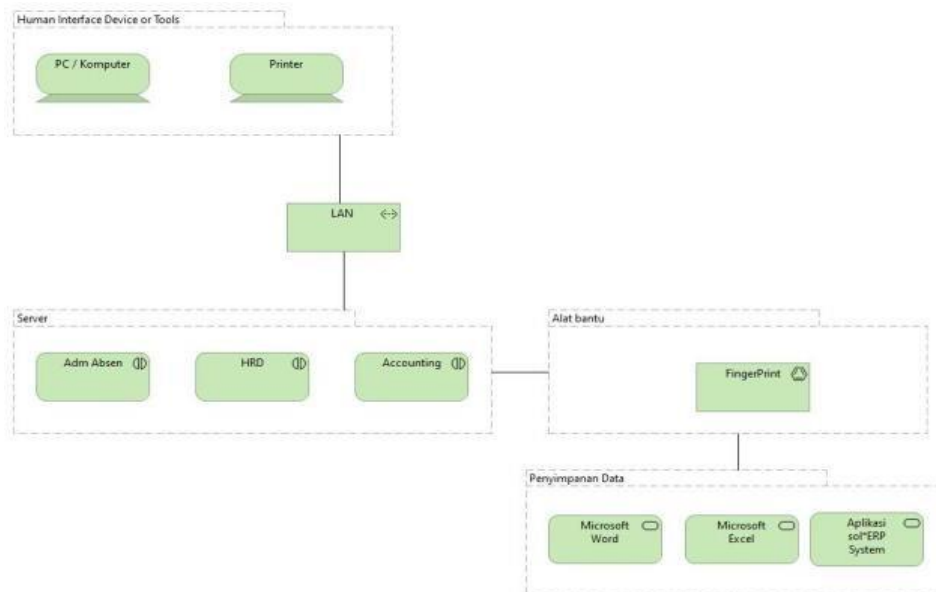 Human Interface Device or Tools
PC / Komputer
Printer
LAN
Server
Adm Absen
HRD
Accounting
Alat bantu
FingerPrint
Penyimpanan Data
Microsoft
Word
Microsoft
Excel
Aplikasi
sol*ERP
System